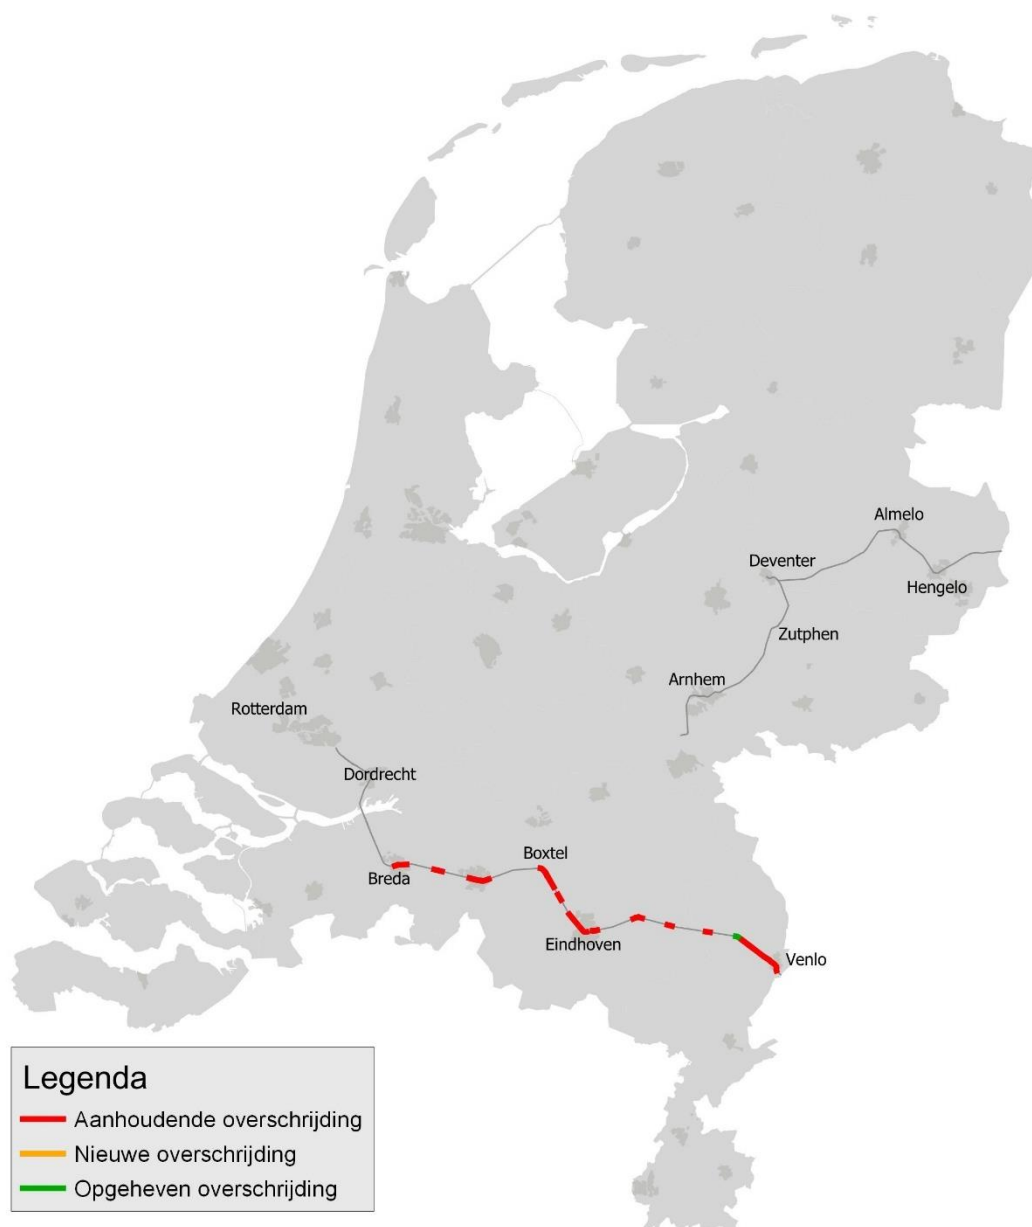 Almelo
Deventer
Hengelo
Zutphen
Arnhem
Rotterdam
Dordrecht
Boxtel
Breda
Eindhoven
Venlo
Legenda
Aanhoudende overschrijding
Nieuwe overschrijding
Opgeheven overschrijding